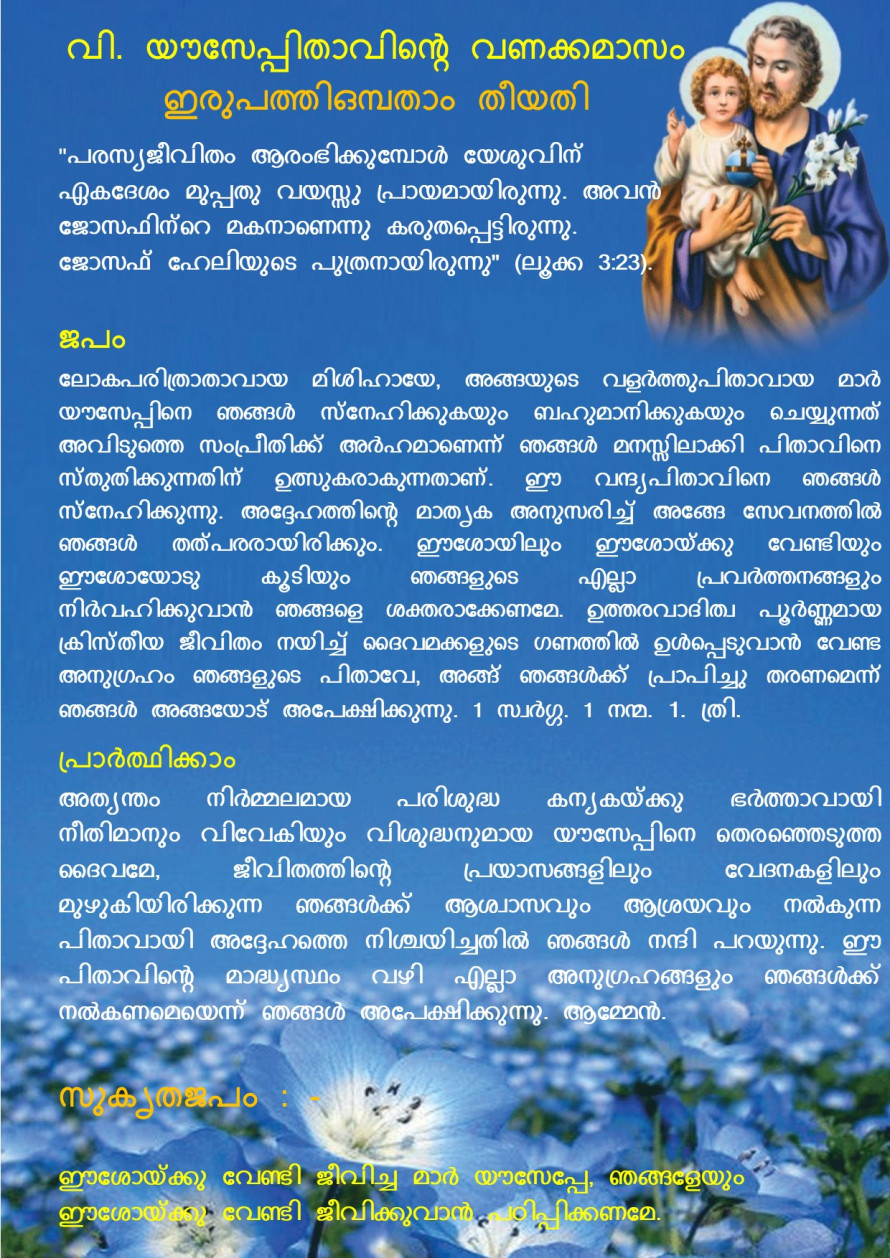 വി. യൗസേപ്പിതാവിന്റെ വണക്കമാസം
ഇരുപത്തിഒമ്പതാം തീയതി
"പരസ്യജീവിതം ആരംഭിക്കുമ്പോൾ യേശുവിന്
ഏകദേശം മുപ്പതു വയസ്സു പ്രായമായിരുന്നു. അവൻ
ജോസഫിന്റെ മകനാണെന്നു കരുതപ്പെട്ടിരുന്നു.
ജോസഫ് ഹേലിയുടെ പുത്രനായിരുന്നു" (ലൂക്ക 3:23).
ജപം
ലോകപരിത്രാതാവായ മിശിഹായേ, അങ്ങയുടെ വളർത്തുപിതാവായ മാർ
യൗസേപ്പിനെ ഞങ്ങൾ സ്നേഹിക്കുകയും ബഹുമാനിക്കുകയും ചെയ്യുന്നത്
അവിടുത്തെ സംപ്രീതിക്ക് അർഹമാണെന്ന് ഞങ്ങൾ മനസ്സിലാക്കി പിതാവിനെ
സ്തുതിക്കുന്നതിന് ഉത്സുകരാകുന്നതാണ്. ഈ വന്ദ്യപിതാവിനെ ഞങ്ങൾ
സ്നേഹിക്കുന്നു. അദ്ദേഹത്തിന്റെ മാതൃക അനുസരിച്ച് അങ്ങേ സേവനത്തിൽ
ഞങ്ങൾ തത്പരരായിരിക്കും. ഈശോയിലും ഈശോയ്ക്കു വേണ്ടിയും
ഈശോയോടു കൂടിയും ഞങ്ങളുടെ എല്ലാ പ്രവർത്തനങ്ങളും
നിർവഹിക്കുവാൻ ഞങ്ങളെ ശക്തരാക്കേണമേ. ഉത്തരവാദിത്വ പൂർണ്ണമായ
ക്രിസ്തീയ ജീവിതം നയിച്ച് ദൈവമക്കളുടെ ഗണത്തിൽ ഉൾപ്പെടുവാൻ വേണ്ട
അനുഗ്രഹം ഞങ്ങളുടെ പിതാവേ, അങ്ങ് ഞങ്ങൾക്ക് പ്രാപിച്ചു തരണമെന്ന്
ഞങ്ങൾ അങ്ങയോട് അപേക്ഷിക്കുന്നു. 1 സ്വർഗ്ഗ. 1 നന്മ. 1. ത്രി.
പ്രാർത്ഥിക്കാം
അത്യന്തം നിർമ്മലമായ പരിശുദ്ധ കന്യകയ്ക്കു ഭർത്താവായി
നീതിമാനും വിവേകിയും വിശുദ്ധനുമായ യൗസേപ്പിനെ തെരഞ്ഞെടുത്ത
ദൈവമേ, ജീവിതത്തിന്റെ പ്രയാസങ്ങളിലും വേദനകളിലും
മുഴുകിയിരിക്കുന്ന ഞങ്ങൾക്ക് ആശ്വാസവും ആശ്രയവും നൽകുന്ന
പിതാവായി അദ്ദേഹത്തെ നിശ്ചയിച്ചതിൽ ഞങ്ങൾ നന്ദി പറയുന്നു. ഈ
പിതാവിന്റെ മാദ്ധ്യസ്ഥം വഴി എല്ലാ അനുഗ്രഹങ്ങളും ഞങ്ങൾക്ക്
നൽകണമെയെന്ന് ഞങ്ങൾ അപേക്ഷിക്കുന്നു. ആമ്മേൻ.
സുകൃതജപം : -
ഈശോയ്ക്കു വേണ്ടി ജീവിച്ച മാർ യൗസേപ്പേ, ഞങ്ങളേയും
ഈശോയ്ക്കു വേണ്ടി ജീവിക്കുവാൻ പഠിപ്പിക്കണമേ.